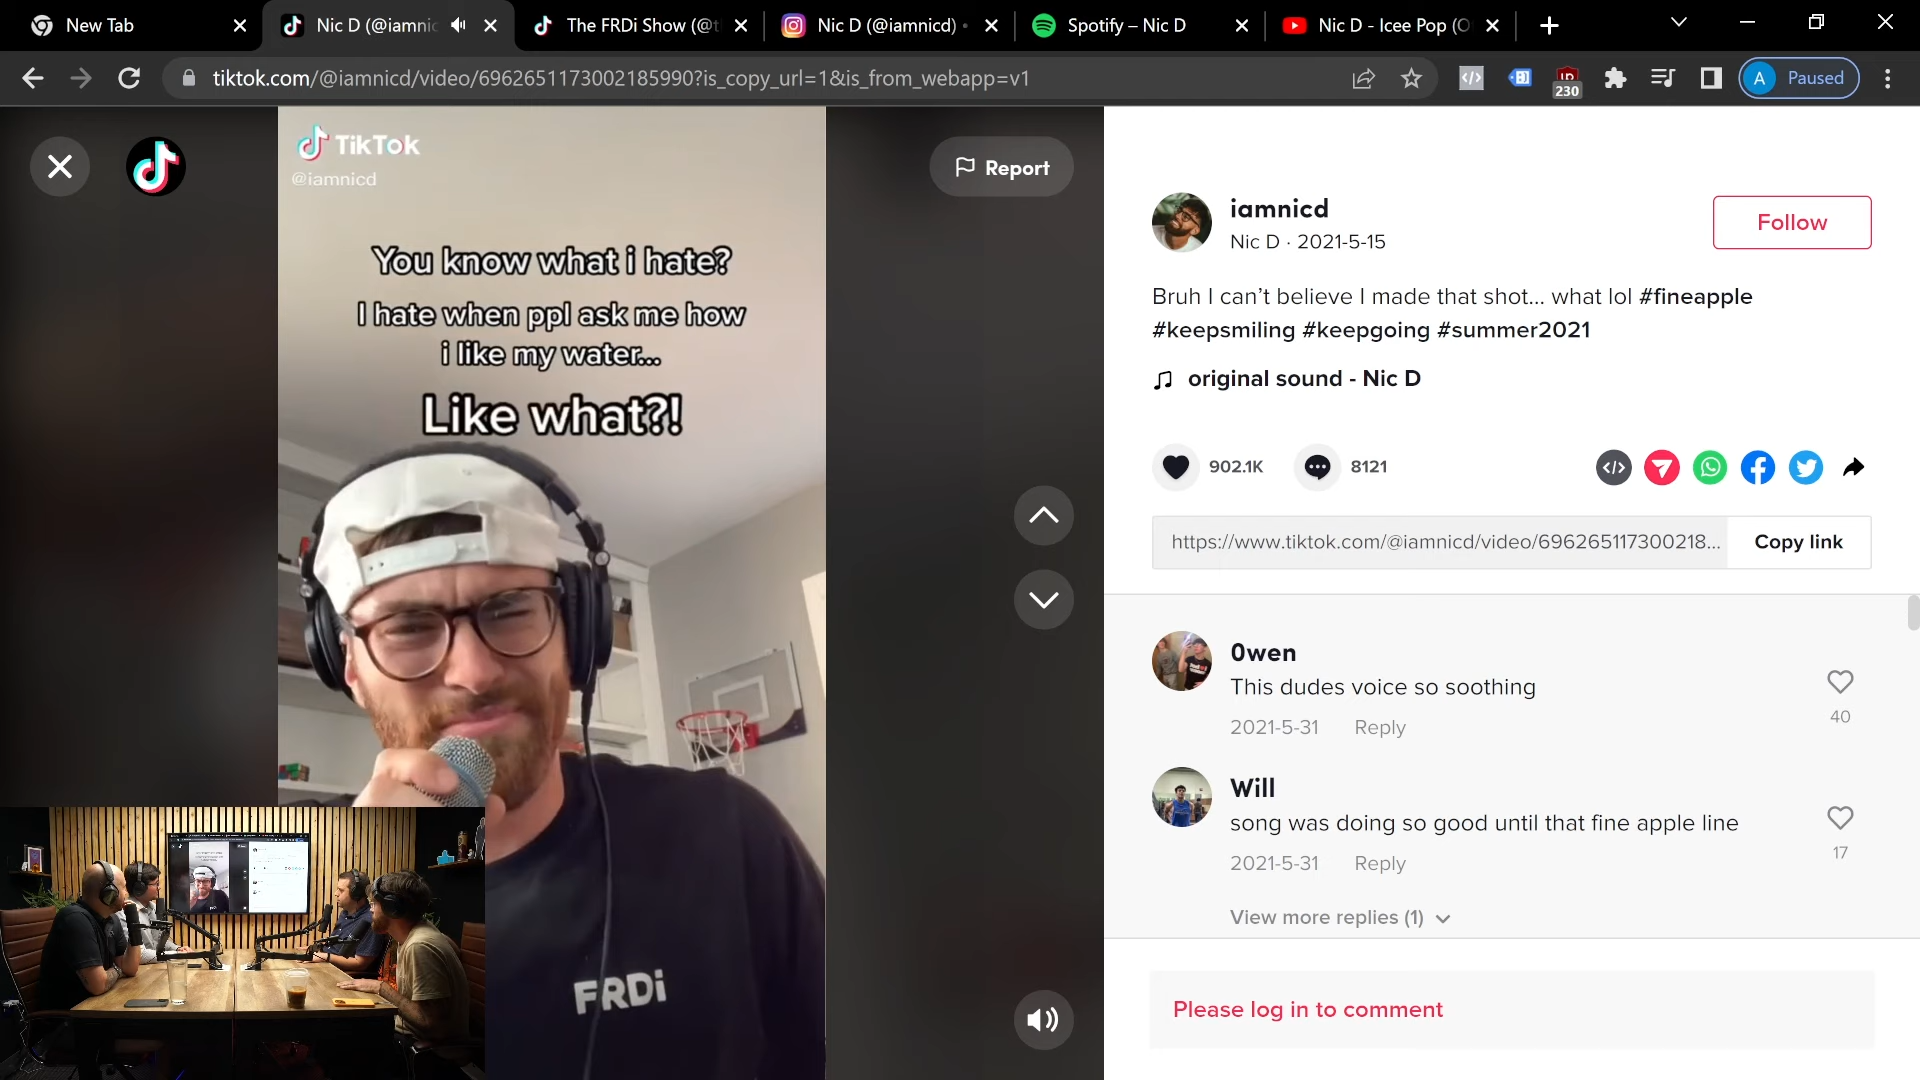 New Tab
Nic D (@iamnic
The FRDi Show (@t
Nic D (@iamnicd) •
Spotify – Nic D
Nic D - Icee Pop (O
tiktok.com/@iamnicd/video/6962651173002185990?is_copy_url=1&is_from_webapp=v1
230
A
Paused
TikTok
@iamnicd
Report
You know what i hate?
I hate when ppl ask me how
i like my water...
Like what?!
FRDi
iamnicd
Nic D · 2021-5-15
Follow
Bruh I can’t believe I made that shot... what lol #fineapple
#keepsmiling #keepgoing #summer2021
original sound - Nic D
902.1K
8121
https://www.tiktok.com/@iamnicd/video/696265117300218...
Copy link
0wen
This dudes voice so soothing
2021-5-31 Reply
40
Will
song was doing so good until that fine apple line
2021-5-31 Reply
17
View more replies (1)
Please log in to comment